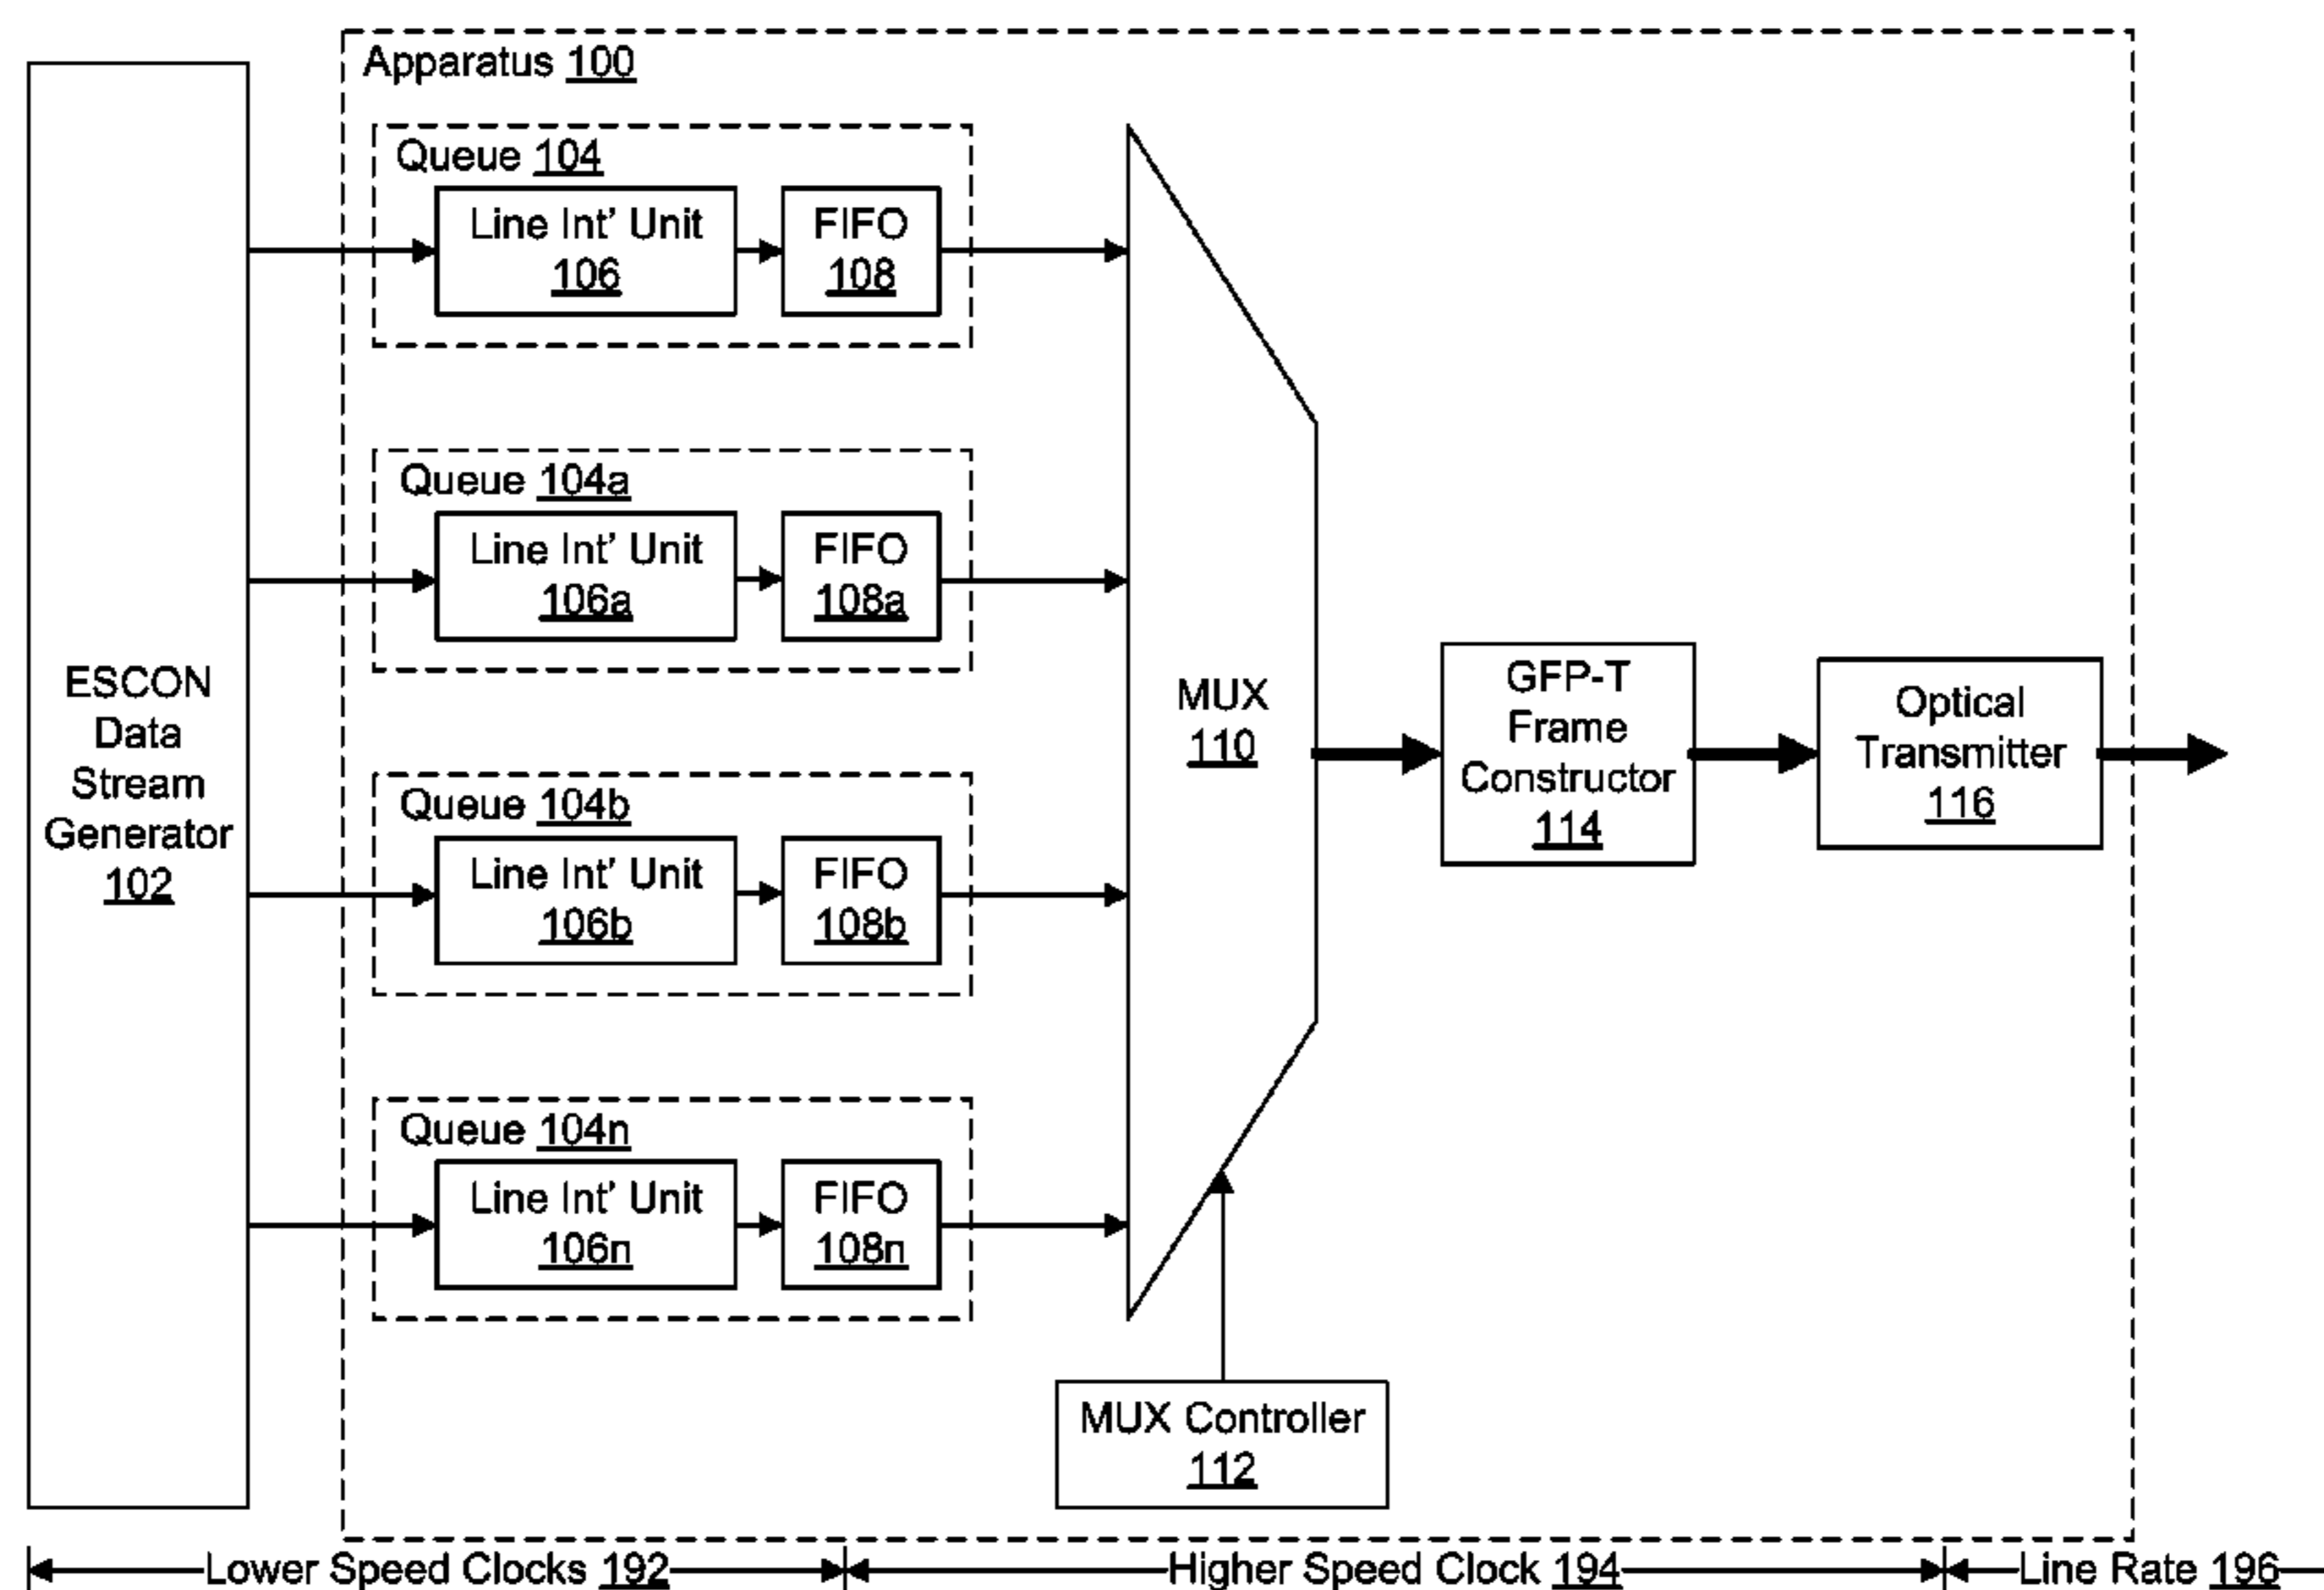 Apparatus 100
Queue 104
Line Int' Unit
106
FIFO
108
Queue 104a
Line Int' Unit
106a
FIFO
108a
ESCON
Data
Stream
Generator
102
MUX
110
GFP-T
Frame
Constructor
114
Optical
Transmitter
116
Queue 104b
Line Int' Unit
106b
FIFO
108b
Queue 104n
Line Int' Unit
106n
FIFO
108n
MUX Controller
112
Lower Speed Clocks 192
Higher Speed Clock 194
Line Rate 196